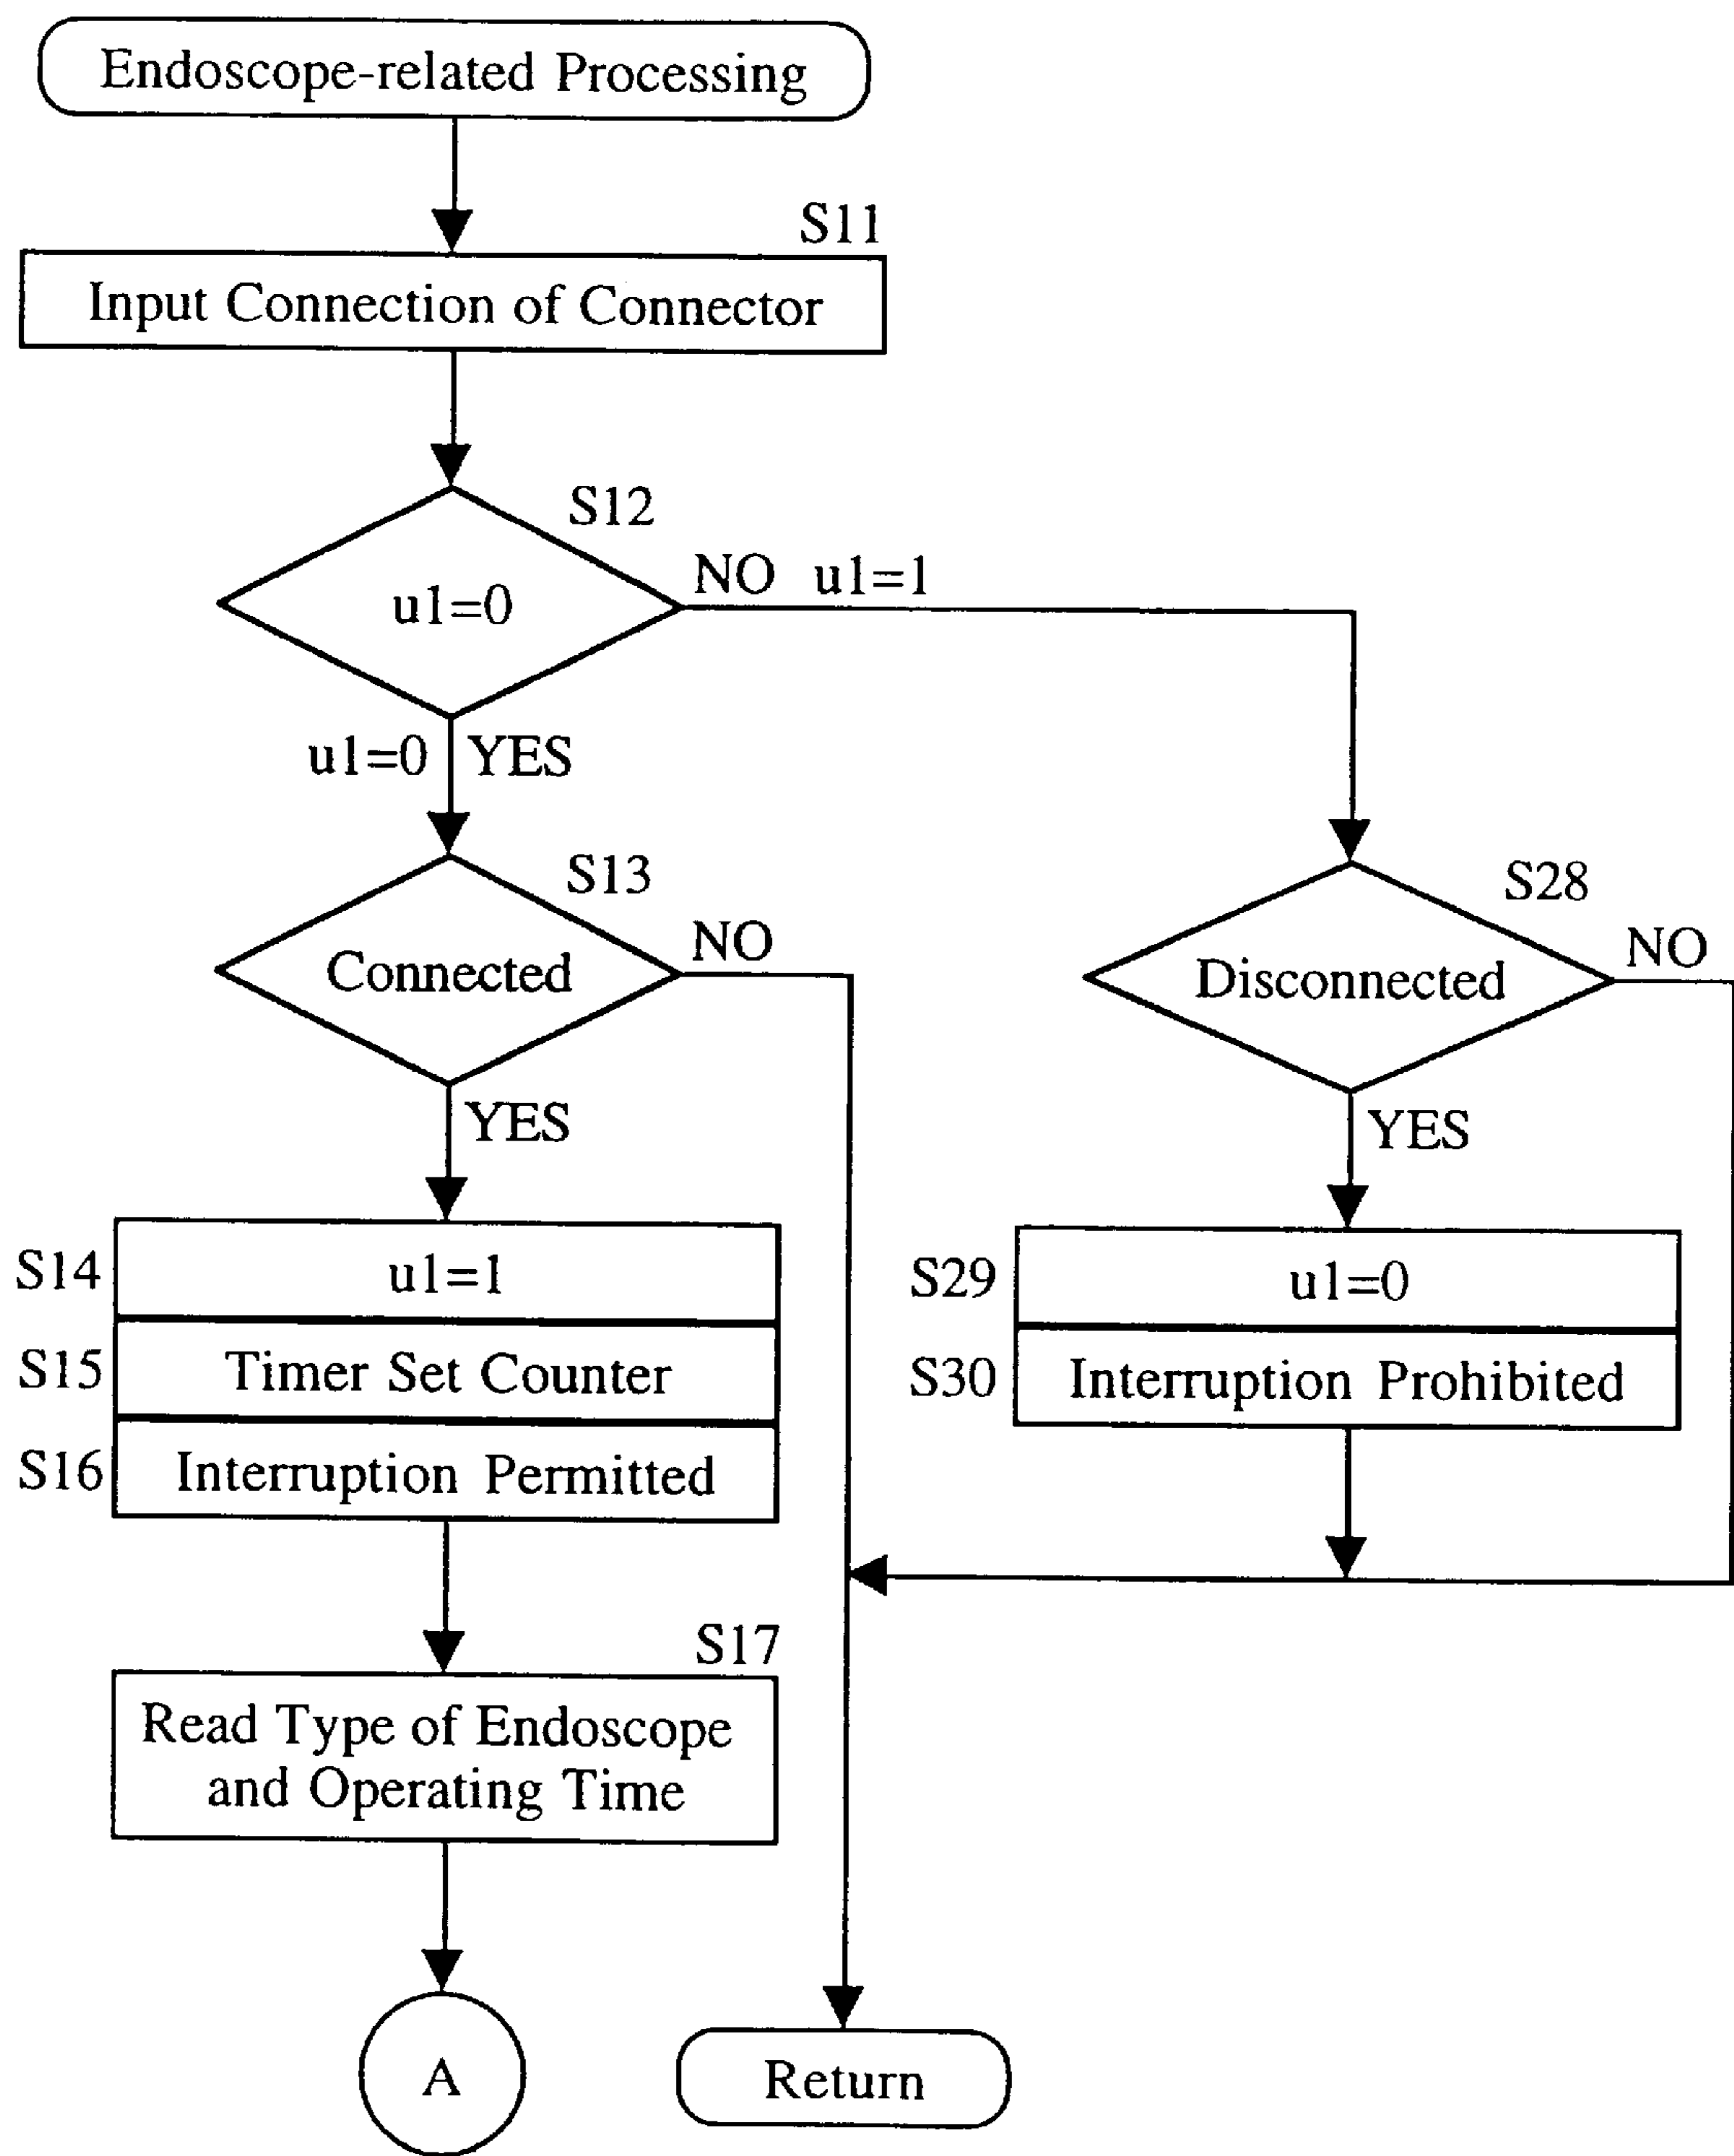 Endoscope-related Processing
S11
Input Connection of Connector
S12
u1=0
NO u1=1
u1=0 YES
S13
Connected
NO
S28
Disconnected
NO
YES
YES
S14 u1=1
S15 Timer Set Counter
S16 Interruption Permitted
S29 u1=0
S30 Interruption Prohibited
S17
Read Type of Endoscope
and Operating Time
A
Return